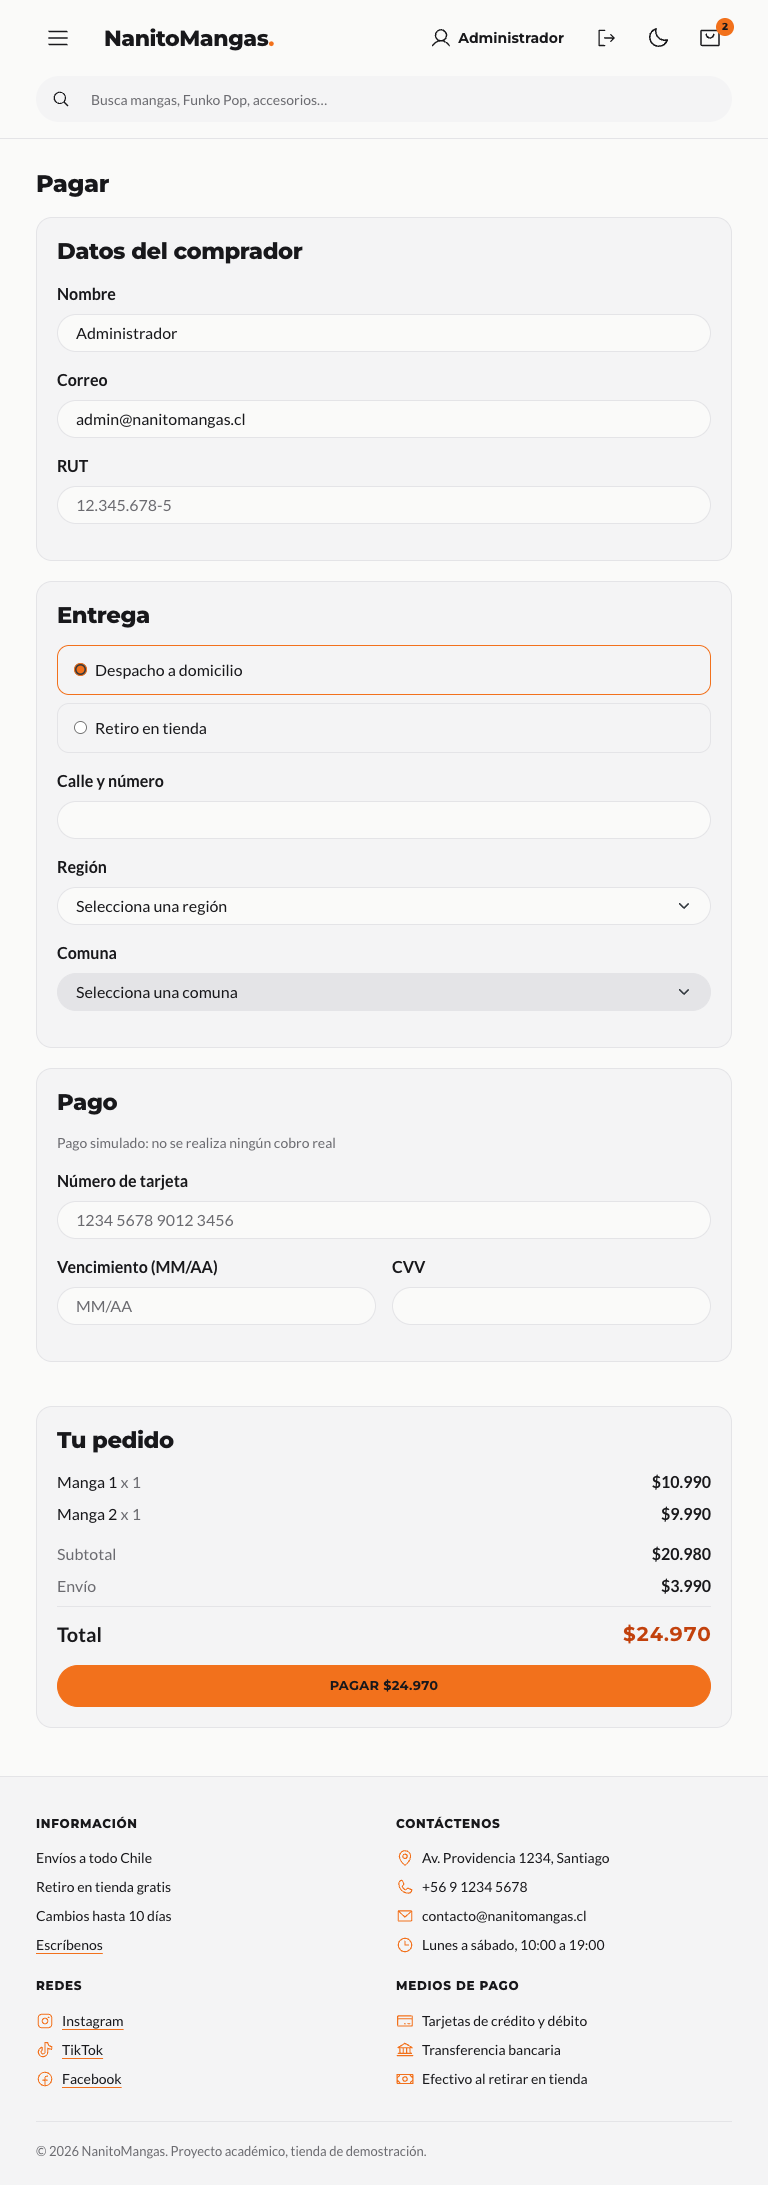 NanitoMangas.
Administrador
2
Busca mangas, Funko Pop, accesorios...
Pagar
Datos del comprador
Nombre
Administrador
Correo
admin@nanitomangas.cl
RUT
12.345.678-5
Entrega
Despacho a domicilio
Retiro en tienda
Calle y número
Región
Selecciona una región
Comuna
Selecciona una comuna
Pago
Pago simulado: no se realiza ningún cobro real
Número de tarjeta
1234 5678 9012 3456
Vencimiento (MM/AA) CVV
MM/AA
Tu pedido
Manga 1 x 1 $10.990
Manga 2 x 1 $9.990
Subtotal $20.980
Envío $3.990
Total $24.970
PAGAR $24.970
INFORMACIÓN
Envíos a todo Chile
Retiro en tienda gratis
Cambios hasta 10 días
Escríbenos
CONTÁCTENOS
Av. Providencia 1234, Santiago
+56 9 1234 5678
contacto@nanitomangas.cl
Lunes a sábado, 10:00 a 19:00
REDES
Instagram
TikTok
Facebook
MEDIOS DE PAGO
Tarjetas de crédito y débito
Transferencia bancaria
Efectivo al retirar en tienda
© 2026 NanitoMangas. Proyecto académico, tienda de demostración.